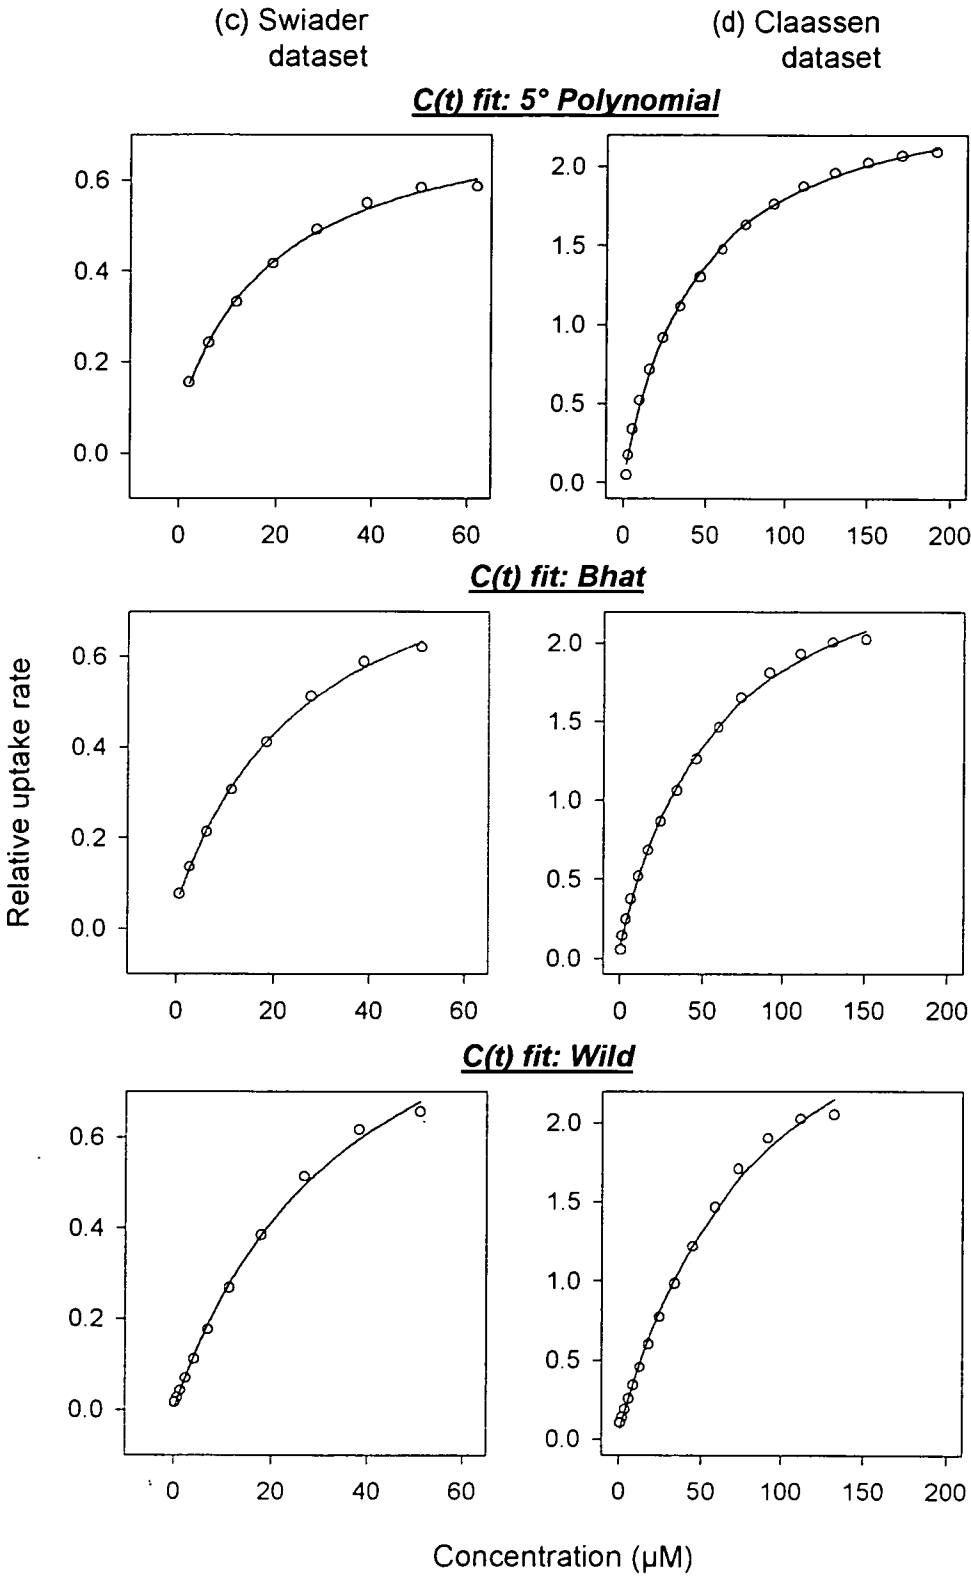 (c) Swiader
dataset
(d) Claassen
dataset
C(t) fit: 5° Polynomial
0.6
0.4
0.2
0.0
0 20 40 60
2.0
1.5
1.0
0.5
0.0
0 50 100 150 200
C(t) fit: Bhat
0.6
0.4
0.2
0.0
0 20 40 60
2.0
1.5
1.0
0.5
0.0
0 50 100 150 200
C(t) fit: Wild
0.6
0.4
0.2
0.0
0 20 40 60
2.0
1.5
1.0
0.5
0.0
0 50 100 150 200
Relative uptake rate
Concentration (µM)